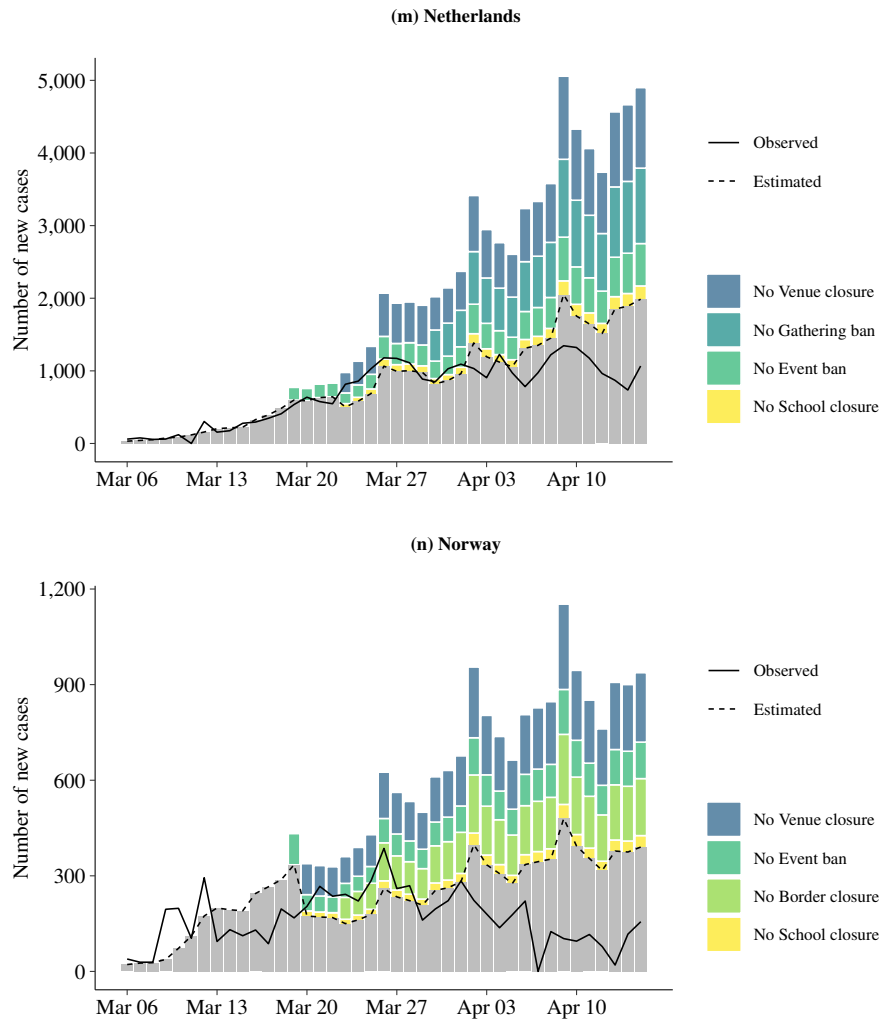 (m) Netherlands
Number of new cases
5,000
4,000
3,000
2,000
1,000
0
Mar 06 Mar 13 Mar 20 Mar 27 Apr 03 Apr 10
Observed
Estimated
No Venue closure
No Gathering ban
No Event ban
No School closure
(n) Norway
Number of new cases
1,200
900
600
300
0
Mar 06 Mar 13 Mar 20 Mar 27 Apr 03 Apr 10
Observed
Estimated
No Venue closure
No Event ban
No Border closure
No School closure